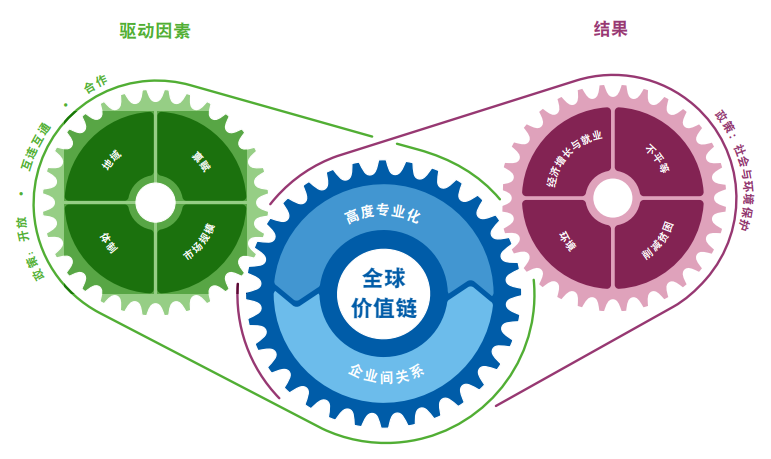 驱动因素
结果
政策：开放 • 互连互通 • 合作
地域
禀赋
体制
市场规模
全球
价值链
高度专业化
企业间关系
经济增长与就业
不平等
环境
削减贫困
政策：社会与环境保护